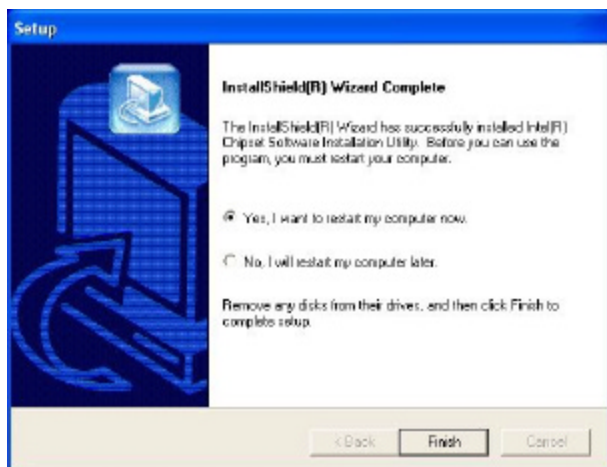 Setup
InstallShield(R) Wizard Complete
The InstallShield(R) Wizard has successfully installed Intel(R)
Chipset Software Installation Utility. Before you can use the
program, you must restart your computer.
Yes, I want to restart my computer now.
No, I will restart my computer later.
Remove any disks from their drives, and then click Finish to
complete setup.
< Back Finish Cancel